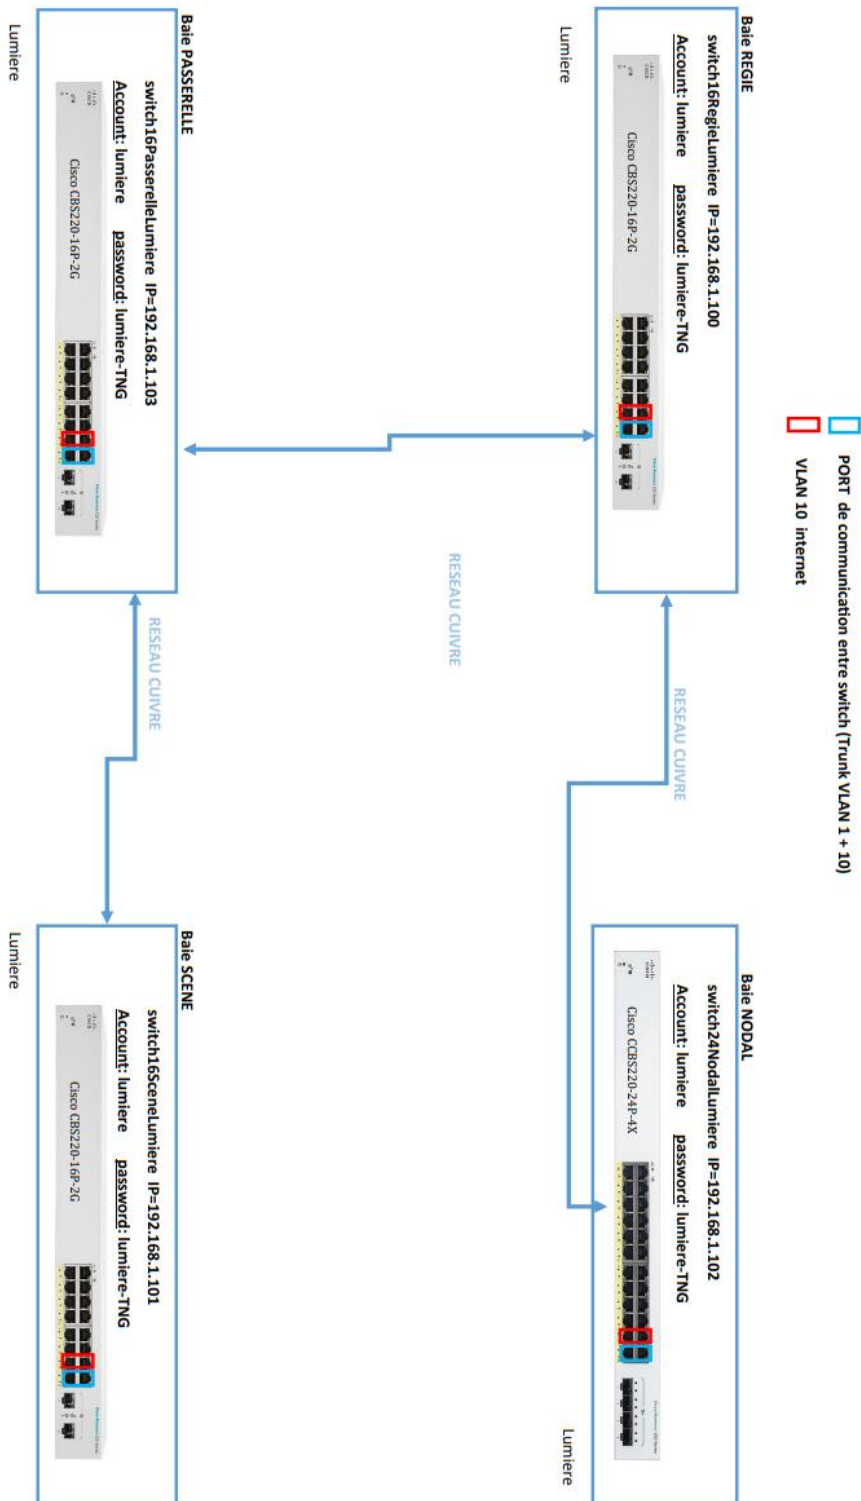 PORT de communication entre switch (Trunk VLAN 1 + 10)
VLAN 10 internet
Baie REGIE
switch16RegieLumiere IP=192.168.1.100
Account: lumiere password: lumiere-TNG
Cisco CBS220-16P-2G
Lumiere
RESEAU CUIVRE
Baie NODAL
switch24NodalLumiere IP=192.168.1.102
Account: lumiere password: lumiere-TNG
Cisco CCBS220-24P-4X
Lumiere
RESEAU CUIVRE
Baie PASSERELLE
switch16PasserelleLumiere IP=192.168.1.103
Account: lumiere password: lumiere-TNG
Cisco CBS220-16P-2G
Lumiere
RESEAU CUIVRE
Baie SCENE
switch16SceneLumiere IP=192.168.1.101
Account: lumiere password: lumiere-TNG
Cisco CBS220-16P-2G
Lumiere